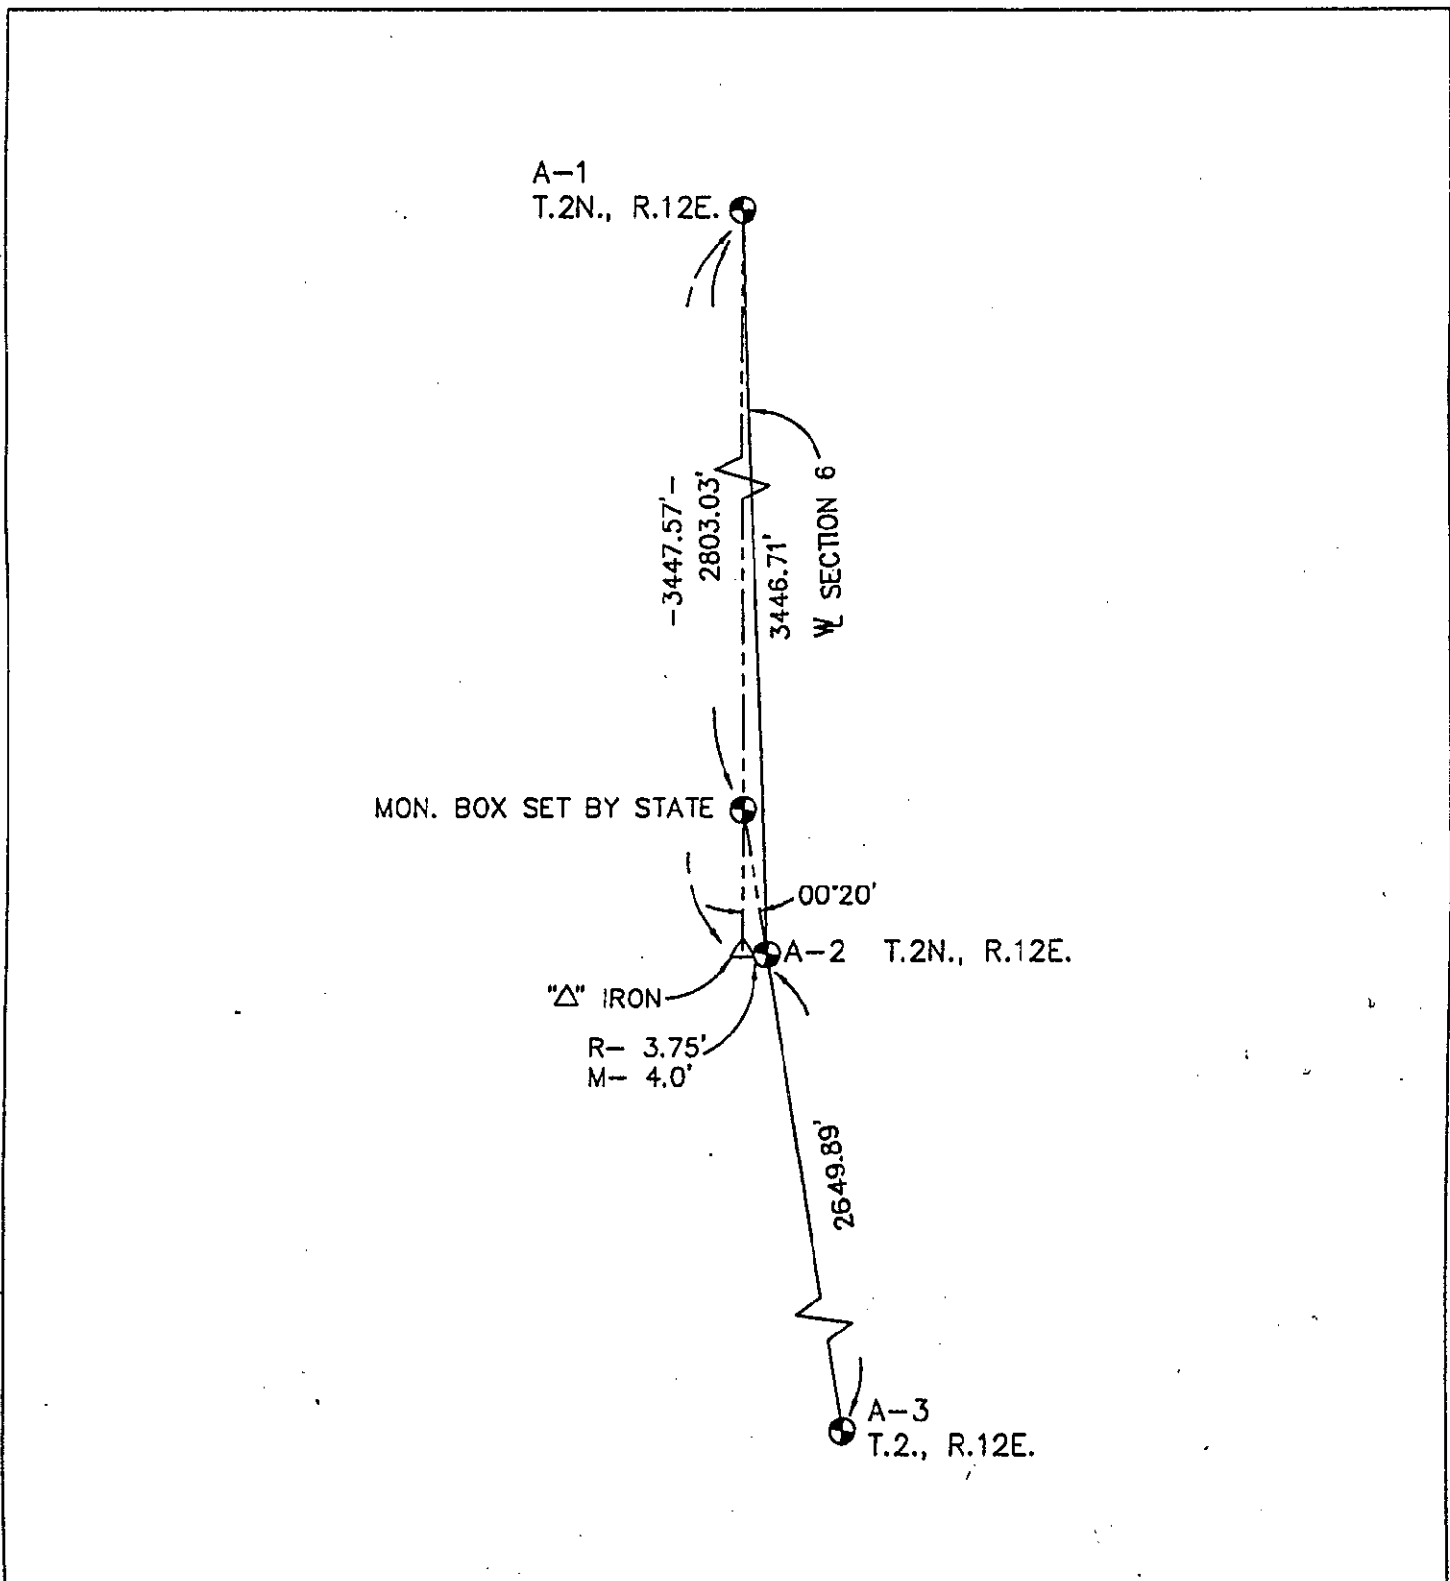 A-1
T.2N., R.12E.
-3447.57'-
2803.03'
3446.71'
WL SECTION 6
MON. BOX SET BY STATE
00°20'
A-2 T.2N., R.12E.
"△" IRON
R- 3.75'
M- 4.0'
2649.89'
A-3
T.2., R.12E.